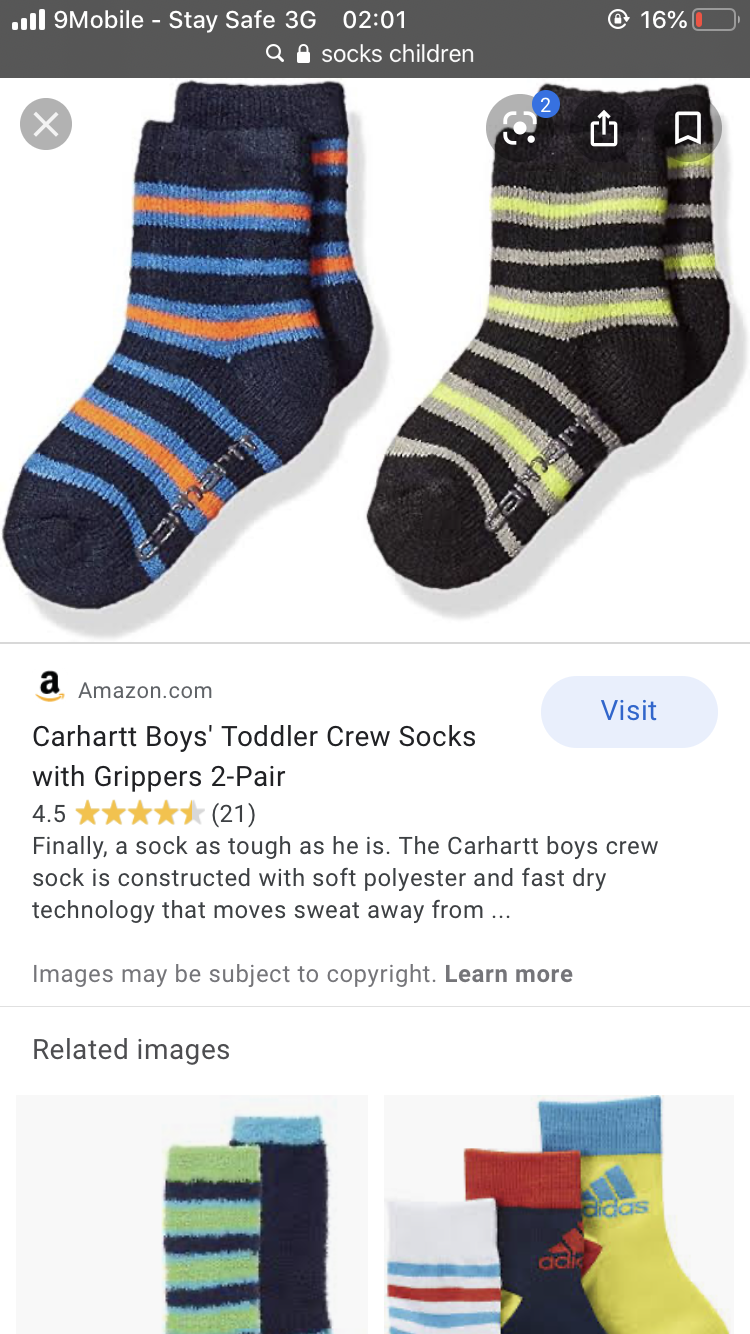 9Mobile - Stay Safe 3G 02:01 16%
socks children
2
carhartt
carhartt
a Amazon.com
Visit
Carhartt Boys' Toddler Crew Socks
with Grippers 2-Pair
4.5 (21)
Finally, a sock as tough as he is. The Carhartt boys crew
sock is constructed with soft polyester and fast dry
technology that moves sweat away from ...
Images may be subject to copyright. Learn more
Related images
adidas